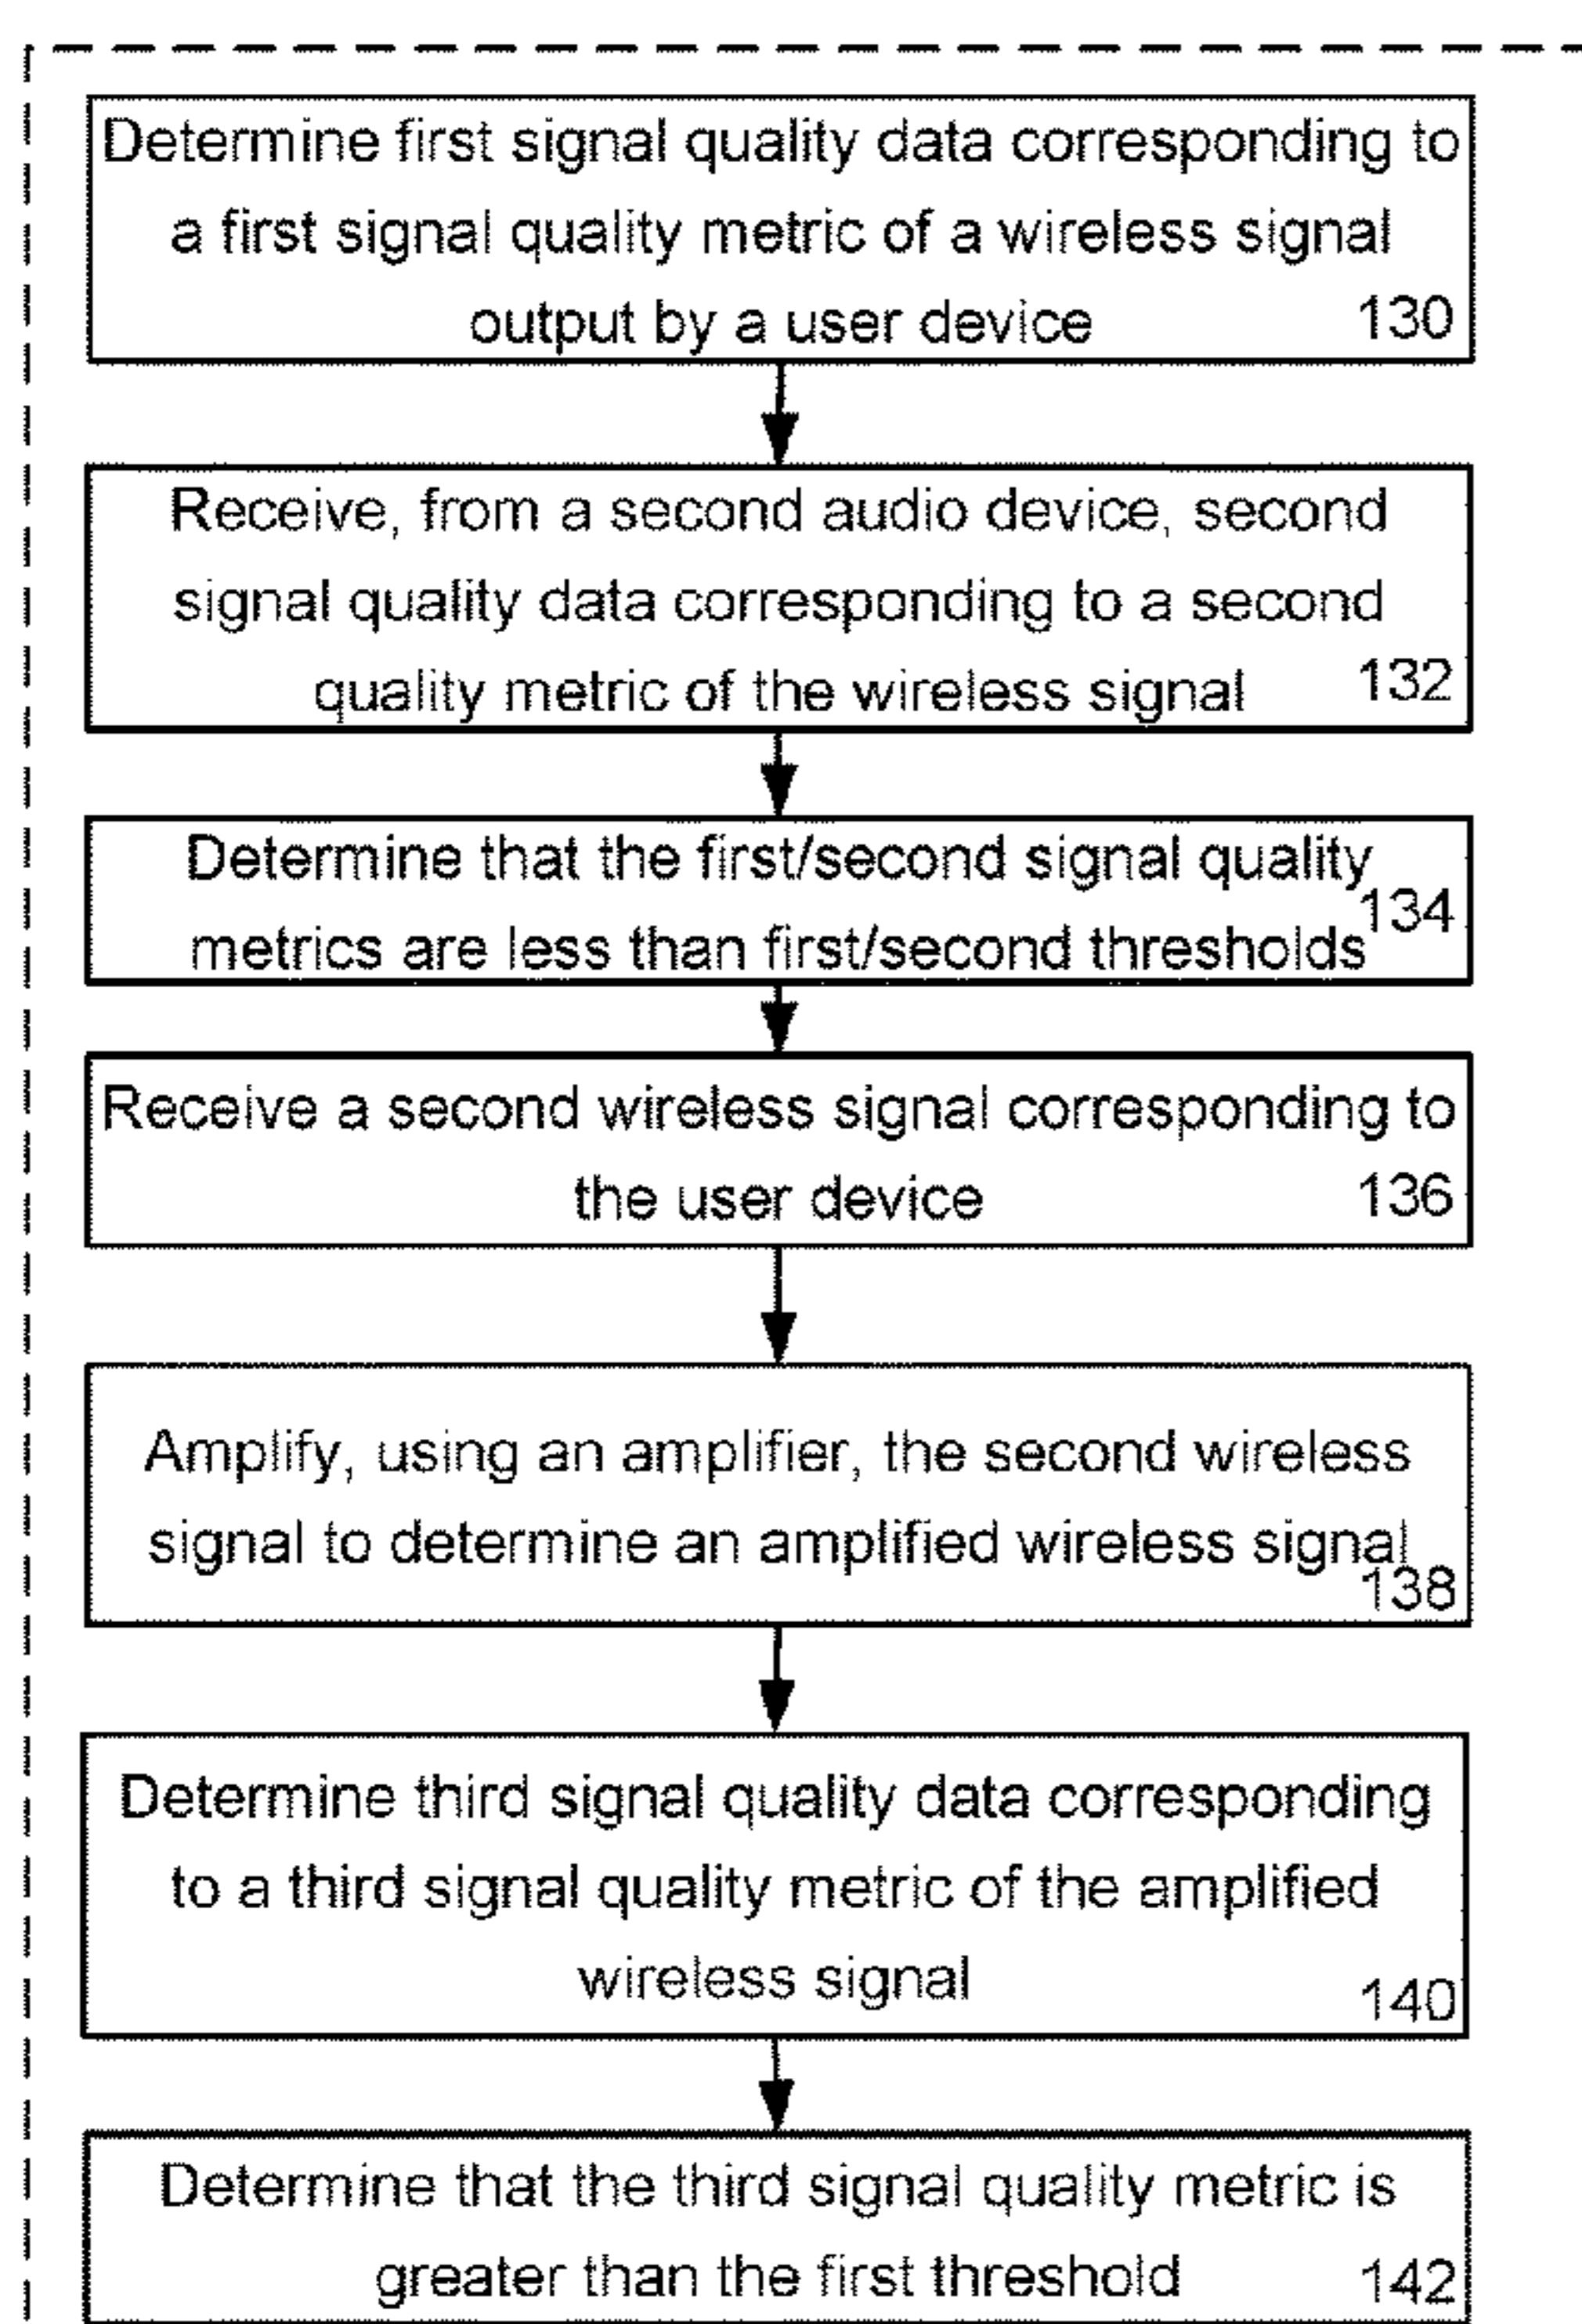 Determine first signal quality data corresponding to
a first signal quality metric of a wireless signal
output by a user device 130
Receive, from a second audio device, second
signal quality data corresponding to a second
quality metric of the wireless signal 132
Determine that the first/second signal quality
134
metrics are less than first/second thresholds
Receive a second wireless signal corresponding to
the user device 136
Amplify, using an amplifier, the second wireless
signal to determine an amplified wireless signal
138
Determine third signal quality data corresponding
to a third signal quality metric of the amplified
wireless signal 140
Determine that the third signal quality metric is
greater than the first threshold 142